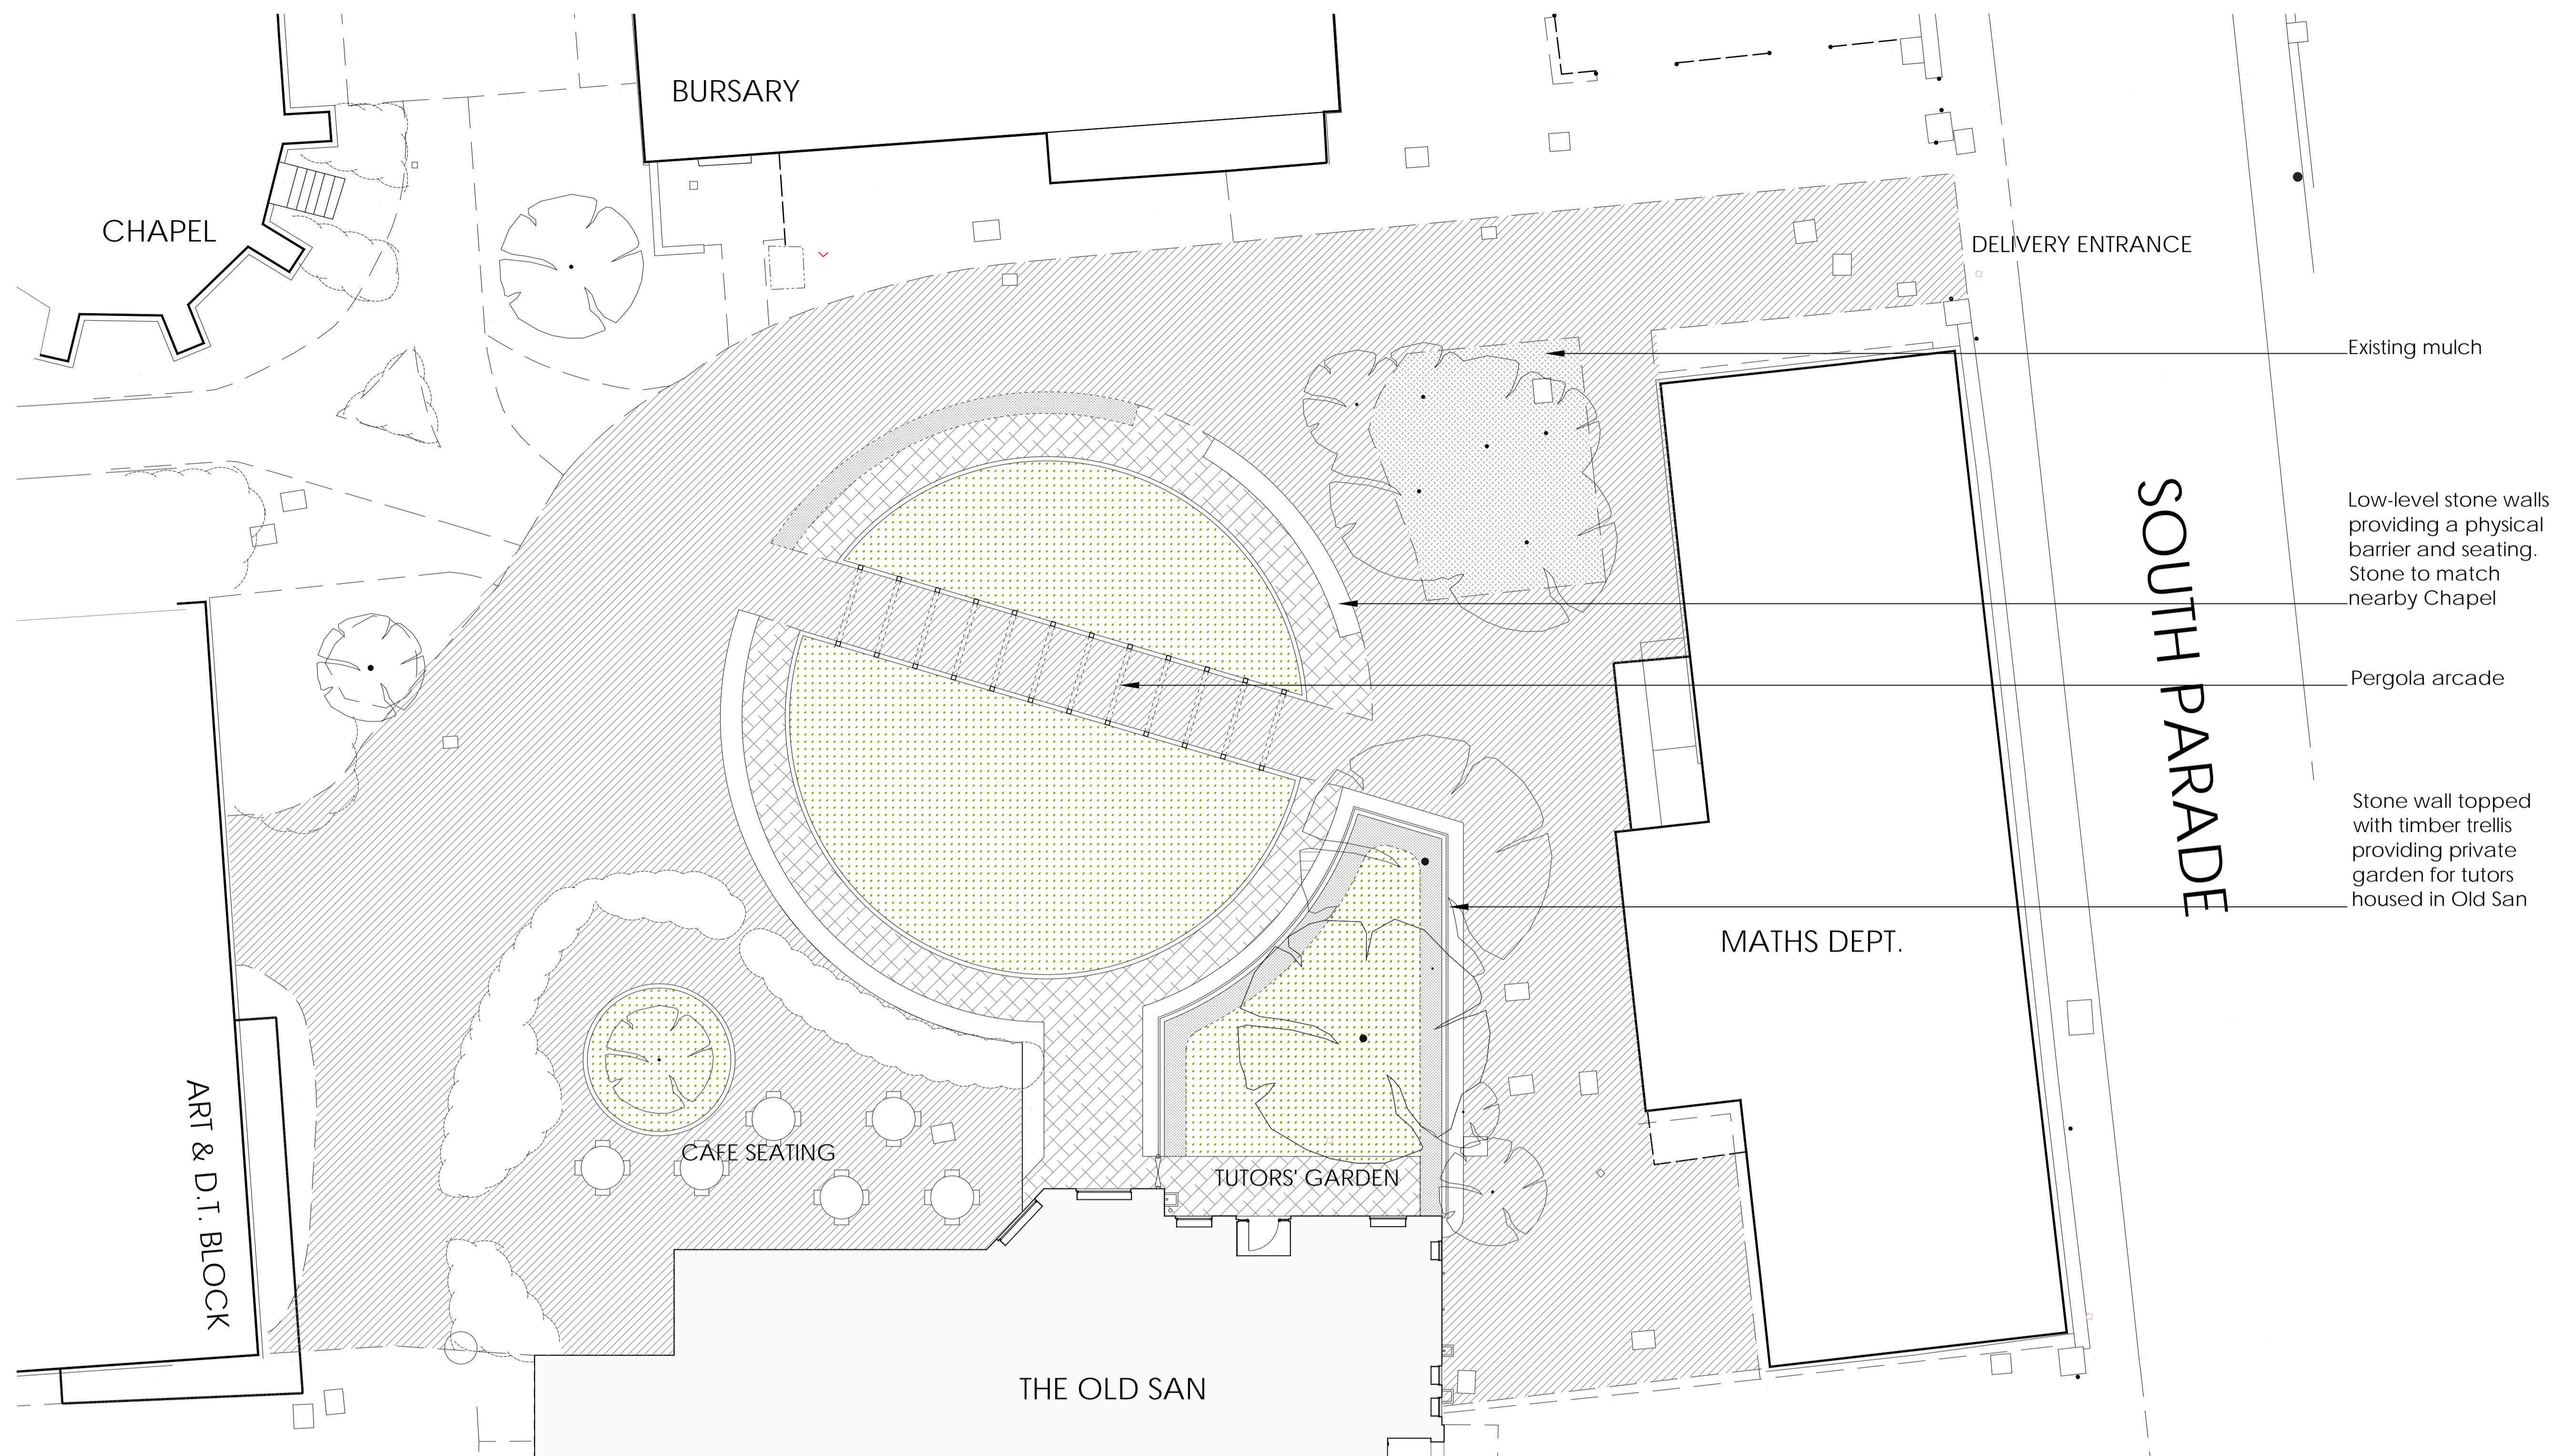 BURSARY
CHAPEL
DELIVERY ENTRANCE
Existing mulch
Low-level stone walls
providing a physical
barrier and seating.
Stone to match
nearby Chapel
SOUTH PARADE
Pergola arcade
Stone wall topped
with timber trellis
providing private
garden for tutors
housed in Old San
MATHS DEPT.
ART & D.T. BLOCK
CAFE SEATING
TUTORS' GARDEN
THE OLD SAN